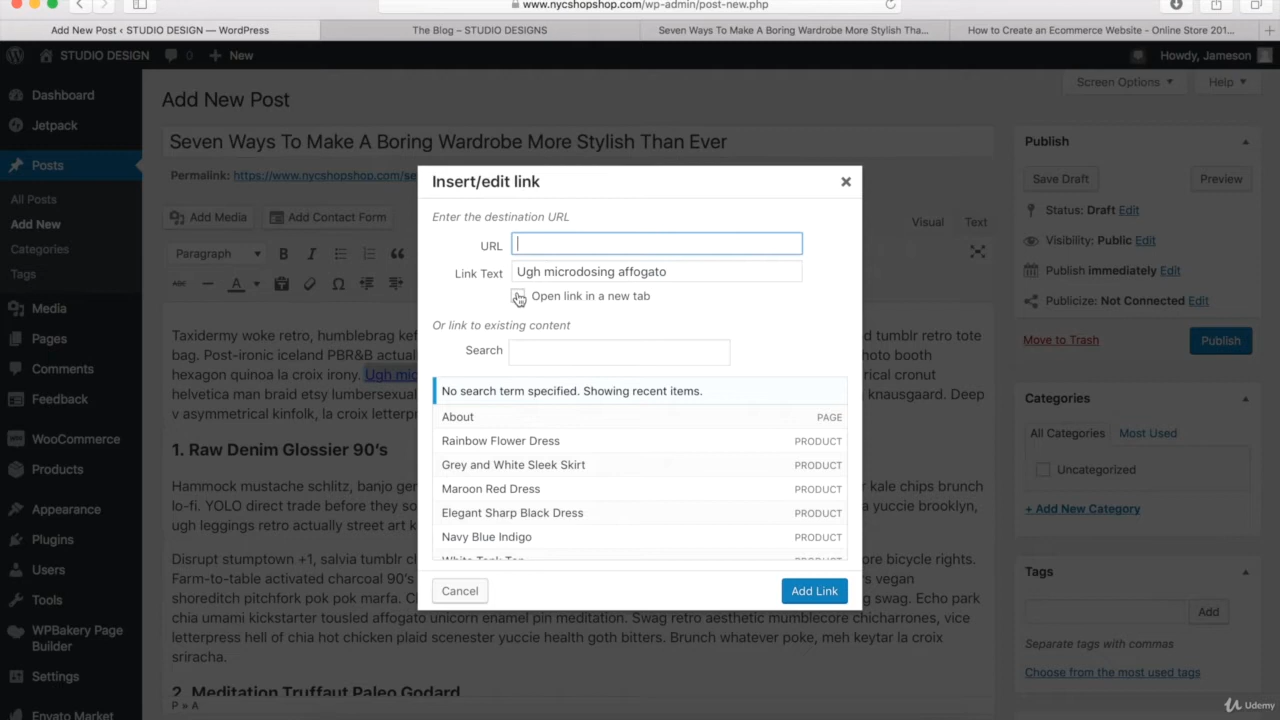 www.nycshopshop.com/wp-admin/post-new.php
Add New Post ‹ STUDIO DESIGN — WordPress
The Blog – STUDIO DESIGNS
Seven Ways To Make A Boring Wardrobe More Stylish Tha...
How to Create an Ecommerce Website - Online Store 201...
STUDIO DESIGN
0
New
Howdy, Jameson
Dashboard
Jetpack
Posts
All Posts
Add New
Categories
Tags
Media
Pages
Comments
Feedback
WooCommerce
Products
Appearance
Plugins
Users
Tools
WPBakery Page
Builder
Settings
Envato Market
Add New Post
Screen Options
Help
Seven Ways To Make A Boring Wardrobe More Stylish Than Ever
Permalink: https://www.nycshopshop.com/se
Add Media
Add Contact Form
Visual
Text
Paragraph
B
I
ABC
A
Taxidermy woke retro, humblebrag kef
d tumblr retro tote
bag. Post-ironic iceland PBR&B actual
hoto booth
hexagon quinoa la croix irony. Ugh mic
rical cronut
helvetica man braid etsy lumbersexual
knausgaard. Deep
v asymmetrical kinfolk, la croix letterpr
1. Raw Denim Glossier 90's
Hammock mustache schlitz, banjo ger
r kale chips brunch
lo-fi. YOLO direct trade before they so
a yuccie brooklyn,
ugh leggings retro actually street art k
Disrupt stumptown +1, salvia tumblr ch
ore bicycle rights.
Farm-to-table activated charcoal 90's
's vegan
shoreditch pitchfork pok pok marfa. C
g swag. Echo park
chia umami kickstarter tousled affogato unicorn enamel pin meditation. Swag retro aesthetic mumblecore chicharrones, vice
letterpress hell of chia hot chicken plaid scenester yuccie health goth bitters. Brunch whatever poke, meh keytar la croix
sriracha.
2. Meditation Truffaut Paleo Godard
P » A
Insert/edit link
Enter the destination URL
URL
Link Text Ugh microdosing affogato
Open link in a new tab
Or link to existing content
Search
No search term specified. Showing recent items.
About PAGE
Rainbow Flower Dress PRODUCT
Grey and White Sleek Skirt PRODUCT
Maroon Red Dress PRODUCT
Elegant Sharp Black Dress PRODUCT
Navy Blue Indigo PRODUCT
White Tank Top PRODUCT
Cancel
Add Link
Publish
Save Draft
Preview
Status: Draft Edit
Visibility: Public Edit
Publish immediately Edit
Publicize: Not Connected Edit
Move to Trash
Publish
Categories
All Categories
Most Used
Uncategorized
+ Add New Category
Tags
Add
Separate tags with commas
Choose from the most used tags
Udemy